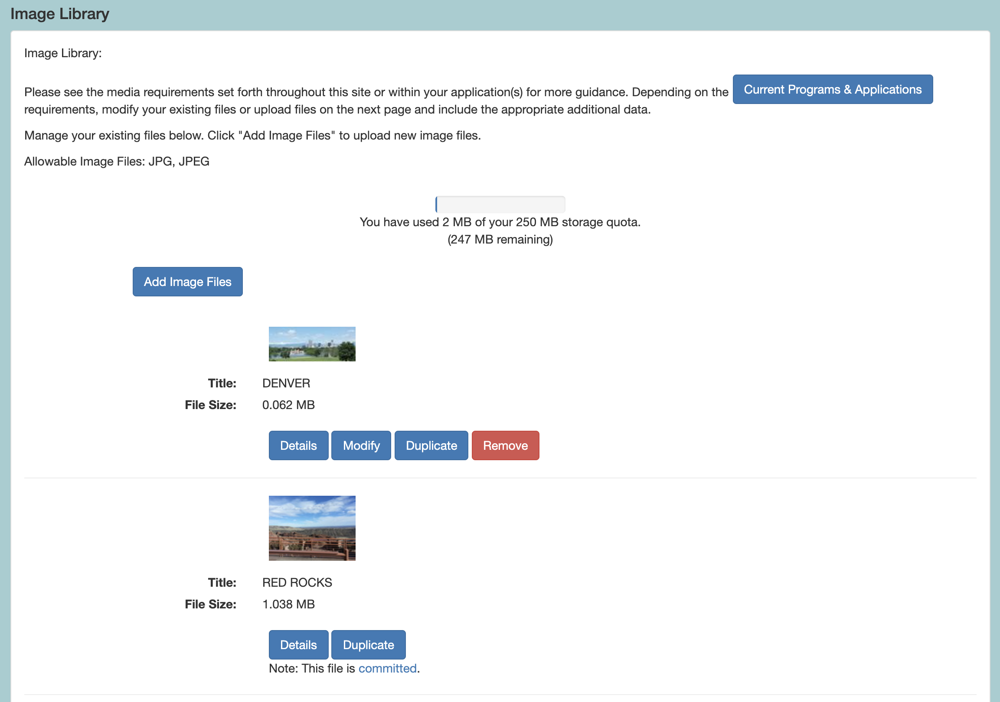 Image Library
Image Library:
Current Programs & Applications
Please see the media requirements set forth throughout this site or within your application(s) for more guidance. Depending on the
requirements, modify your existing files or upload files on the next page and include the appropriate additional data.
Manage your existing files below. Click "Add Image Files" to upload new image files.
Allowable Image Files: JPG, JPEG
You have used 2 MB of your 250 MB storage quota.
(247 MB remaining)
Add Image Files
Title: DENVER
File Size: 0.062 MB
Details Modify Duplicate Remove
Title: RED ROCKS
File Size: 1.038 MB
Details Duplicate
Note: This file is committed.